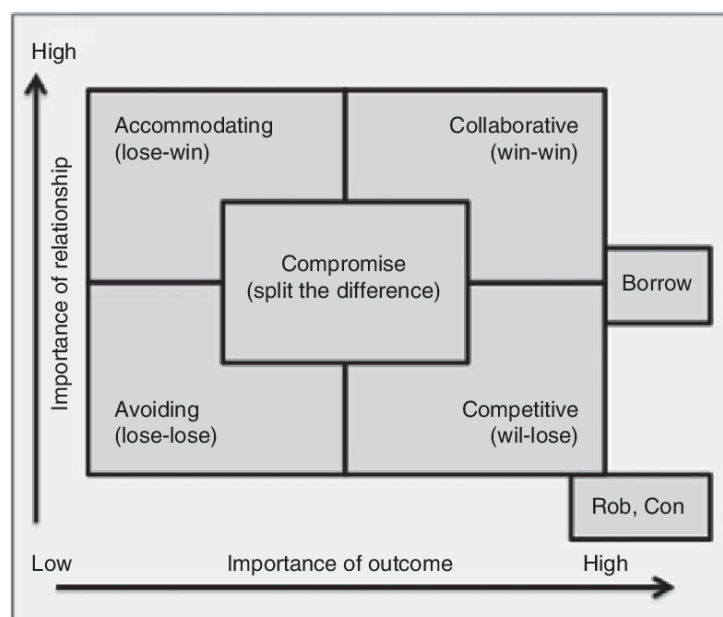 High
Accommodating
(lose-win)
Collaborative
(win-win)
Importance of relationship
Compromise
(split the difference)
Borrow
Avoiding
(lose-lose)
Competitive
(wil-lose)
Rob, Con
Low
Importance of outcome
High